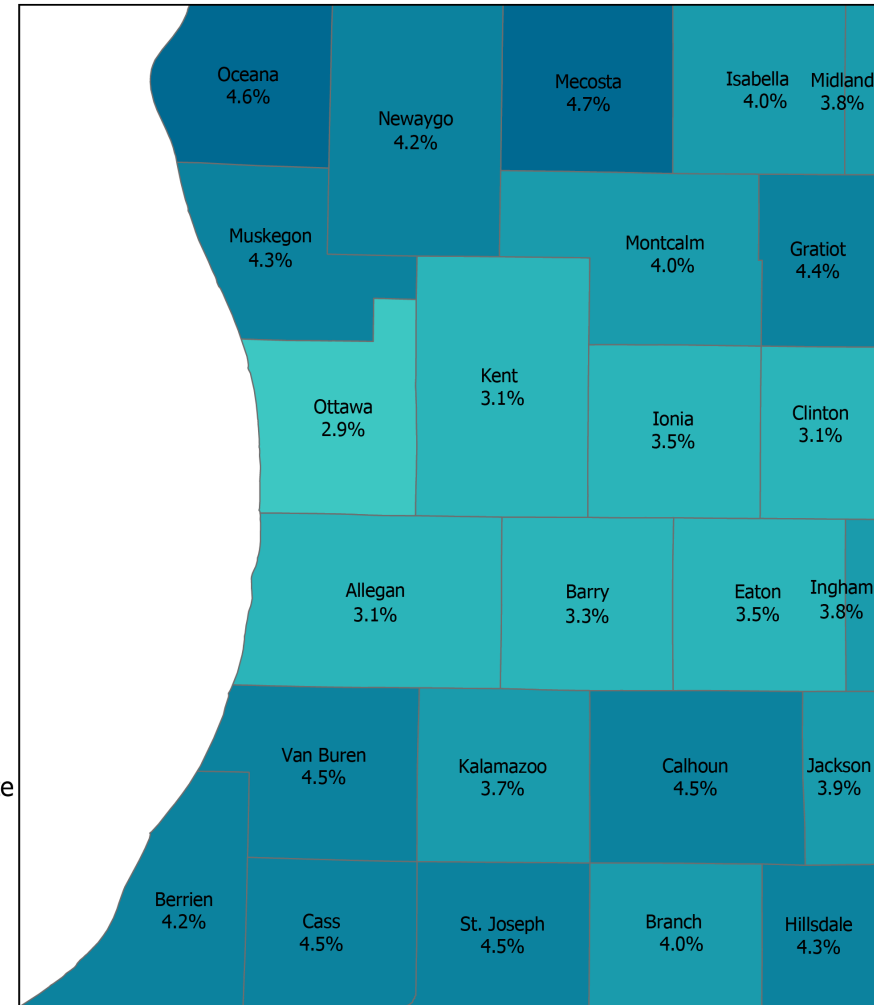 Oceana
4.6%
Newaygo
4.2%
Mecosta
4.7%
Isabella
4.0%
Midland
3.8%
Muskegon
4.3%
Montcalm
4.0%
Gratiot
4.4%
Ottawa
2.9%
Kent
3.1%
Ionia
3.5%
Clinton
3.1%
Allegan
3.1%
Barry
3.3%
Eaton
3.5%
Ingham
3.8%
Van Buren
4.5%
Kalamazoo
3.7%
Calhoun
4.5%
Jackson
3.9%
e
Berrien
4.2%
Cass
4.5%
St. Joseph
4.5%
Branch
4.0%
Hillsdale
4.3%